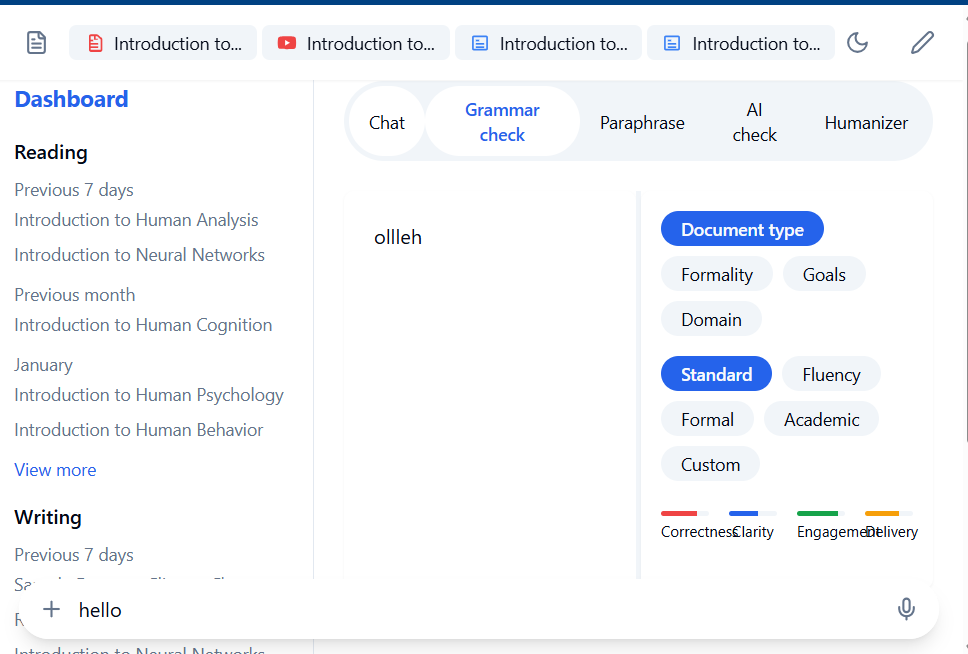 Introduction to...
Introduction to...
Introduction to...
Introduction to...
Dashboard
Reading
Previous 7 days
Introduction to Human Analysis
Introduction to Neural Networks
Previous month
Introduction to Human Cognition
January
Introduction to Human Psychology
Introduction to Human Behavior
View more
Writing
Previous 7 days
Chat
Grammar
check
Paraphrase
AI
check
Humanizer
ollleh
Document type
Formality
Goals
Domain
Standard
Fluency
Formal
Academic
Custom
Correctness
Clarity
Engagement
Delivery
hello
Introduction to Neural Networks